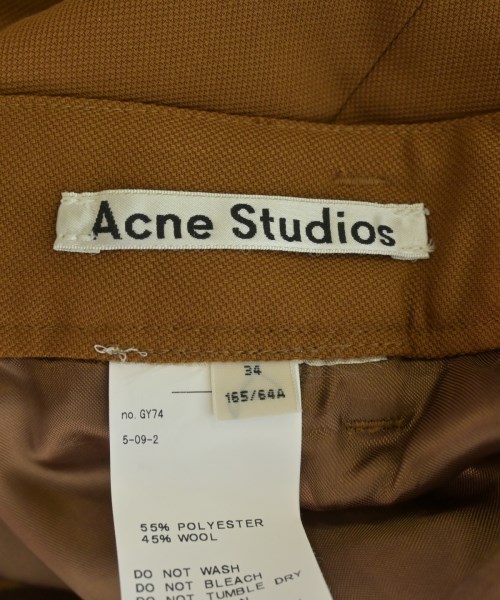 Acne Studios
34
165/64A
no. GY74
5-09-2
55% POLYESTER
45% WOOL
DO NOT WASH
DO NOT BLEACH
DO NOT TUMBLE DRY